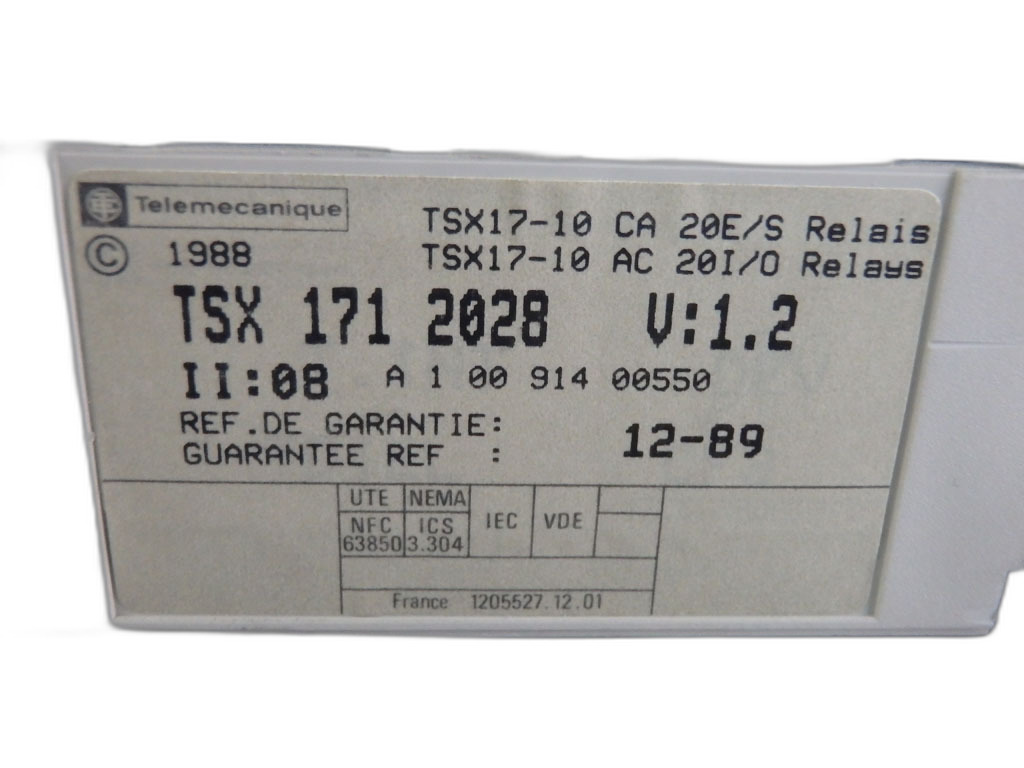 Telemecanique
TSX17-10 CA 20E/S Relais
© 1988
TSX17-10 AC 20I/O Relays
TSX 171 2028 V:1.2
II:08 A 1 00 914 00550
REF.DE GARANTIE:
GUARANTEE REF : 12-89
UTE NEMA
NFC ICS IEC VDE
63850 3.304
France 1205527.12.01